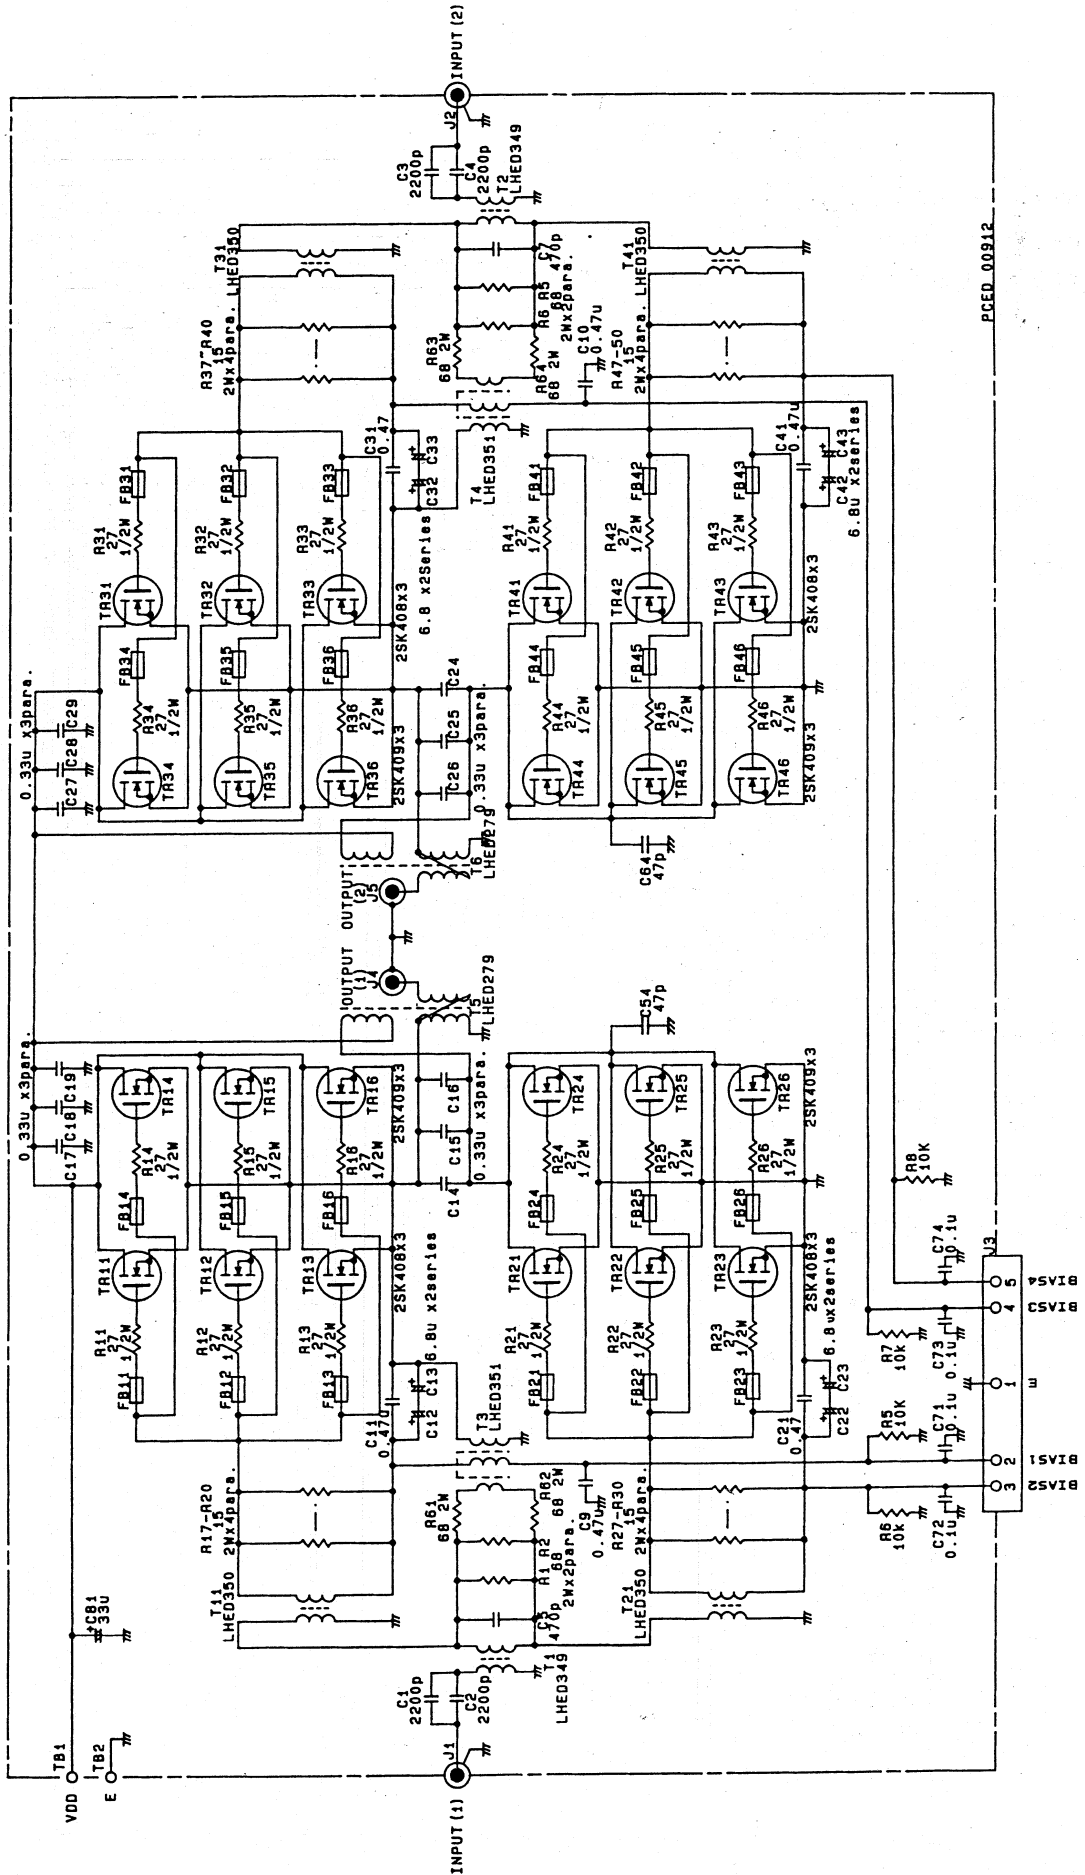 INPUT(2)
J2
C3
2200p
C4
2200p
T2
LHED349
T31
LHED350
C7
470p
R6 R5
68
2Wx2para.
T41
LHED350
PCED 00912
R37~R40
15
2Wx4para.
R63
68 2W
R64
68 2W
C10
0.47u
R47-50
15
2Wx4para.
C31
0.47
C32
C33
6.8 x2Series
T4
LHED351
C41
0.47u
C42
C43
6.8u x2series
FB31
R31
27
1/2W
TR31
FB32
R32
27
1/2W
TR32
FB33
R33
27
1/2W
TR33
2SK408x3
FB41
R41
27
1/2W
TR41
FB42
R42
27
1/2W
TR42
FB43
R43
27
1/2W
TR43
2SK408x3
FB34
R34
27
1/2W
TR34
FB35
R35
27
1/2W
TR35
FB36
R36
27
1/2W
TR36
2SK409x3
FB44
R44
27
1/2W
TR44
FB45
R45
27
1/2W
TR45
FB46
R46
27
1/2W
TR46
2SK409x3
0.33u x3para.
C27
C28
C29
C26
C25
C24
0.33u x3para.
C64
47p
T6
LHED279
OUTPUT
(2)
J5
OUTPUT
(1)
J4
T5
LHED279
C54
47p
0.33u x3para.
C17
C18
C19
C14
C15
C16
0.33u x3para.
TR14
R14
27
1/2W
FB14
TR15
R15
27
1/2W
FB15
TR16
R16
27
1/2W
FB16
2SK409x3
TR24
R24
27
1/2W
FB24
TR25
R25
27
1/2W
FB25
TR26
R26
27
1/2W
FB26
2SK409x3
TR11
R11
27
1/2W
FB11
TR12
R12
27
1/2W
FB12
TR13
R13
27
1/2W
FB13
2SK408x3
TR21
R21
27
1/2W
FB21
TR22
R22
27
1/2W
FB22
TR23
R23
27
1/2W
FB23
2SK408x3
C11
0.47u
C12
C13
6.8u x2series
T3
LHED351
C21
0.47
C22
C23
6.8ux2series
R17-R20
15
2Wx4para.
R61
68 2W
R62
68 2W
C9
0.47u
R27-R30
15
2Wx4para.
T11
LHED350
R1 R2
68
2Wx2para.
C5
470p
T21
LHED350
T1
LHED349
C1
2200p
C2
2200p
J1
INPUT(1)
C81
33u
TB1
VDD
TB2
E
R8
10K
C74
0.1u
R7
10k
C73
0.1u
R5
10K
C71
0.1u
R6
10k
C72
0.1u
J3
5
BIAS4
4
BIAS3
1
E
2
BIAS1
3
BIAS2